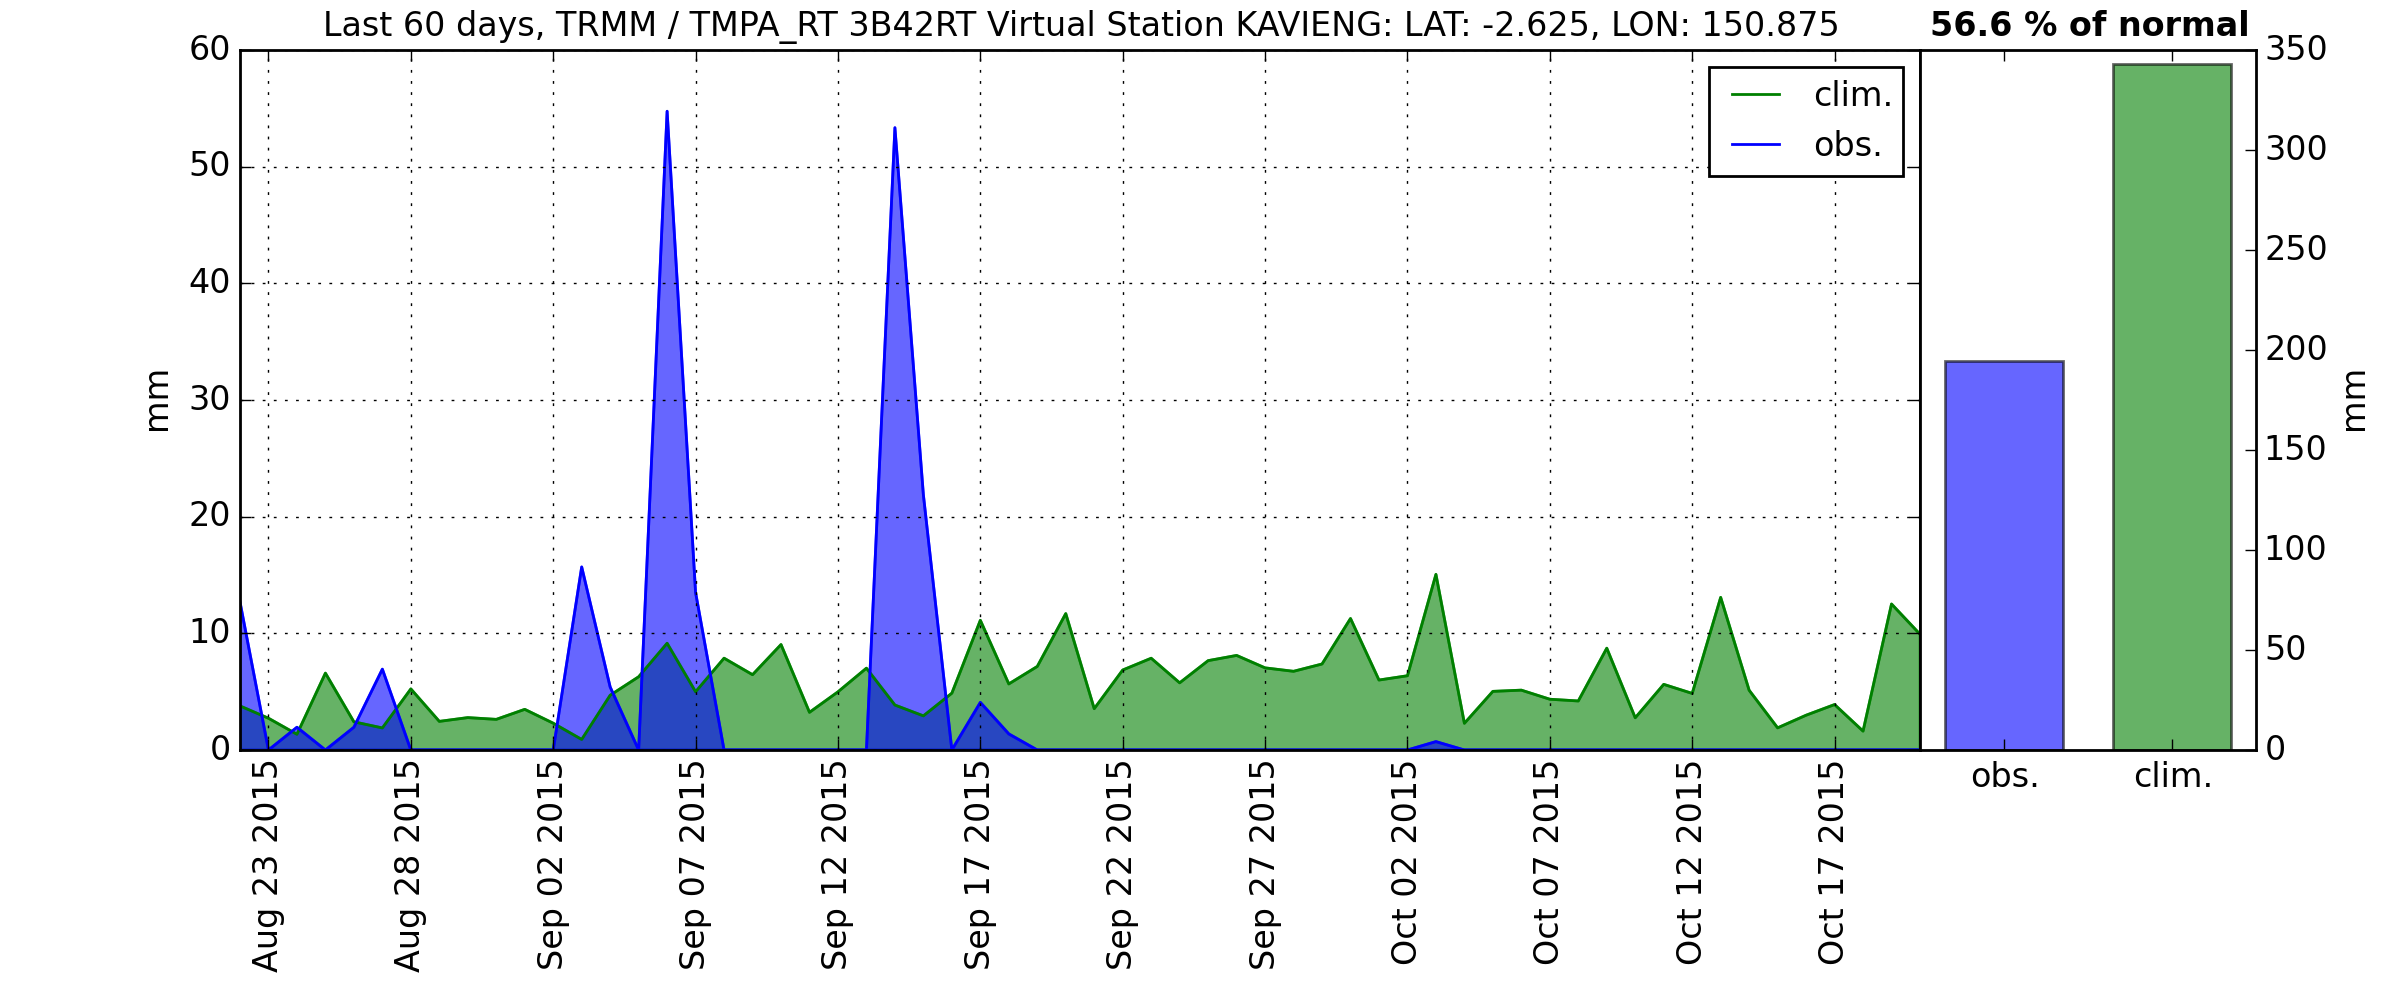 Last 60 days, TRMM / TMPA_RT 3B42RT Virtual Station KAVIENG: LAT: -2.625, LON: 150.875
56.6 % of normal
60
50
40
30
20
10
0
mm
clim.
obs.
350
300
250
200
150
100
50
0
mm
obs.
clim.
Aug 23 2015
Aug 28 2015
Sep 02 2015
Sep 07 2015
Sep 12 2015
Sep 17 2015
Sep 22 2015
Sep 27 2015
Oct 02 2015
Oct 07 2015
Oct 12 2015
Oct 17 2015